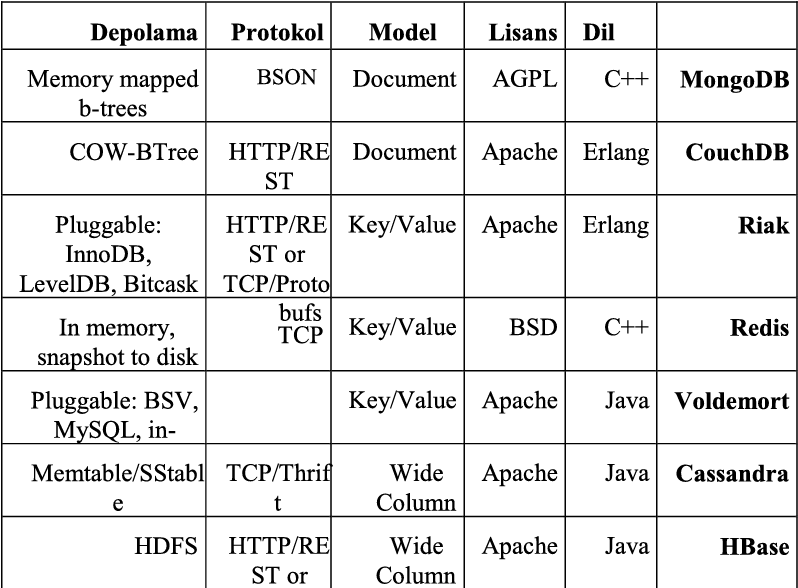 Depolama Protokol Model Lisans Dil
Memory mapped BSON Document AGPL C++ MongoDB
b-trees
COW-BTree HTTP/RE Document Apache Erlang CouchDB
ST
Pluggable: HTTP/RE Key/Value Apache Erlang Riak
InnoDB, ST or
LevelDB, Bitcask TCP/Proto
bufs
In memory, TCP Key/Value BSD C++ Redis
snapshot to disk
Pluggable: BSV, Key/Value Apache Java Voldemort
MySQL, in-
Memtable/SStabl TCP/Thrif Wide Apache Java Cassandra
e t Column
HDFS HTTP/RE Wide Apache Java HBase
ST or Column